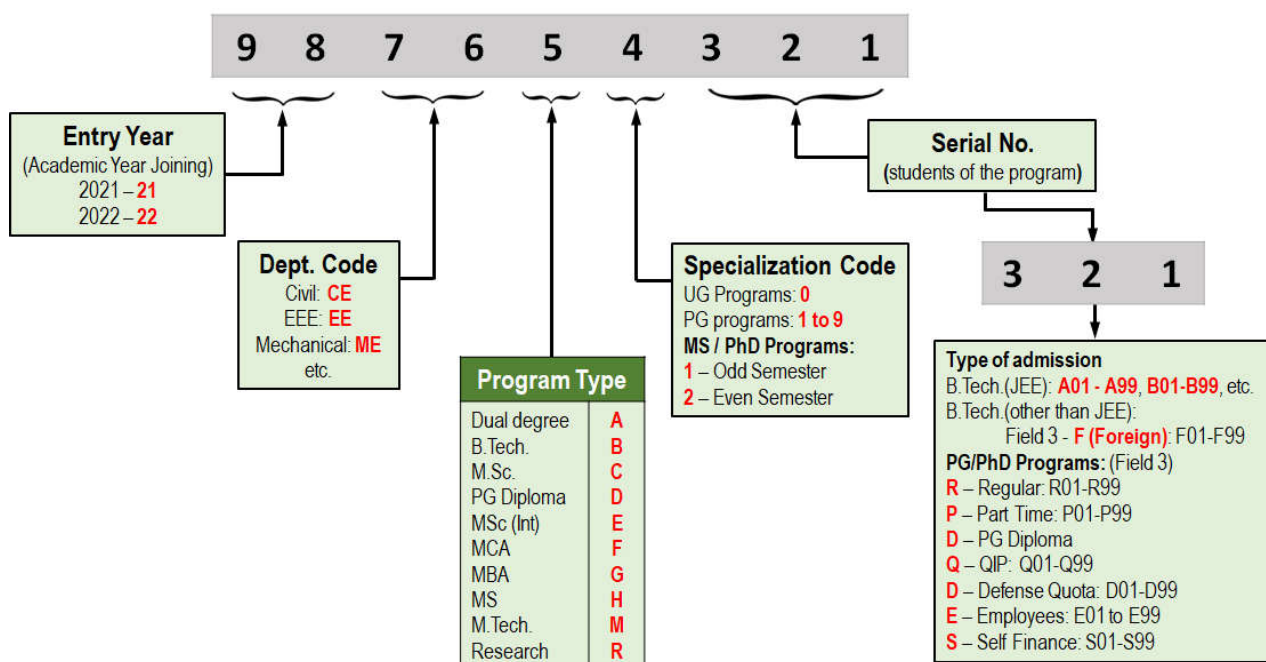 9 8 7 6 5 4 3 2 1
Entry Year
(Academic Year Joining)
2021 – 21
2022 – 22
Dept. Code
Civil: CE
EEE: EE
Mechanical: ME
etc.
Program Type
Dual degree A
B.Tech. B
M.Sc. C
PG Diploma D
MSc (Int) E
MCA F
MBA G
MS H
M.Tech. M
Research R
Specialization Code
UG Programs: 0
PG programs: 1 to 9
MS / PhD Programs:
1 – Odd Semester
2 – Even Semester
Serial No.
(students of the program)
3 2 1
Type of admission
B.Tech.(JEE): A01 - A99, B01-B99, etc.
B.Tech.(other than JEE):
Field 3 - F (Foreign): F01-F99
PG/PhD Programs: (Field 3)
R – Regular: R01-R99
P – Part Time: P01-P99
D – PG Diploma
Q – QIP: Q01-Q99
D – Defense Quota: D01-D99
E – Employees: E01 to E99
S – Self Finance: S01-S99